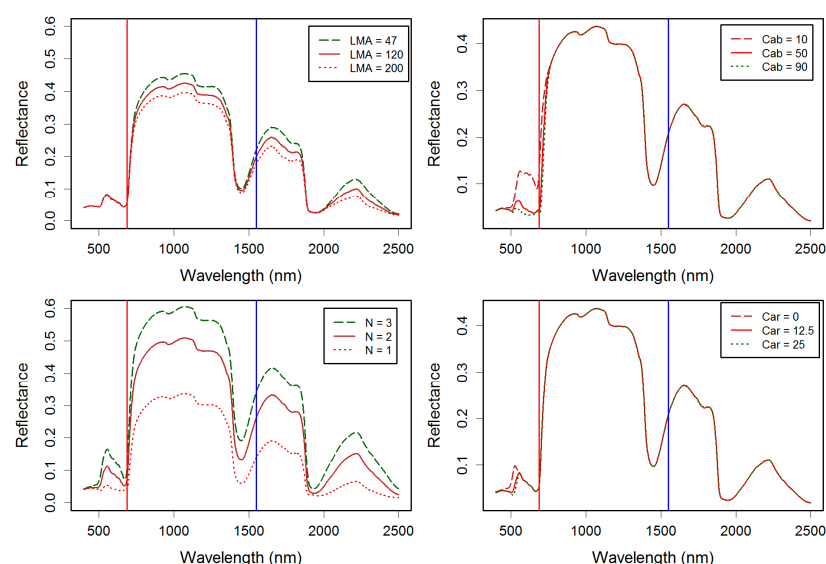 0.6
0.5
0.4
0.3
0.2
0.1
0.0
Reflectance
LMA = 47
LMA = 120
LMA = 200
500 1000 1500 2000 2500
Wavelength (nm)
0.4
0.3
0.2
0.1
Reflectance
Cab = 10
Cab = 50
Cab = 90
500 1000 1500 2000 2500
Wavelength (nm)
0.6
0.5
0.4
0.3
0.2
0.1
0.0
Reflectance
N = 3
N = 2
N = 1
500 1000 1500 2000 2500
Wavelength (nm)
0.4
0.3
0.2
0.1
Reflectance
Car = 0
Car = 12.5
Car = 25
500 1000 1500 2000 2500
Wavelength (nm)